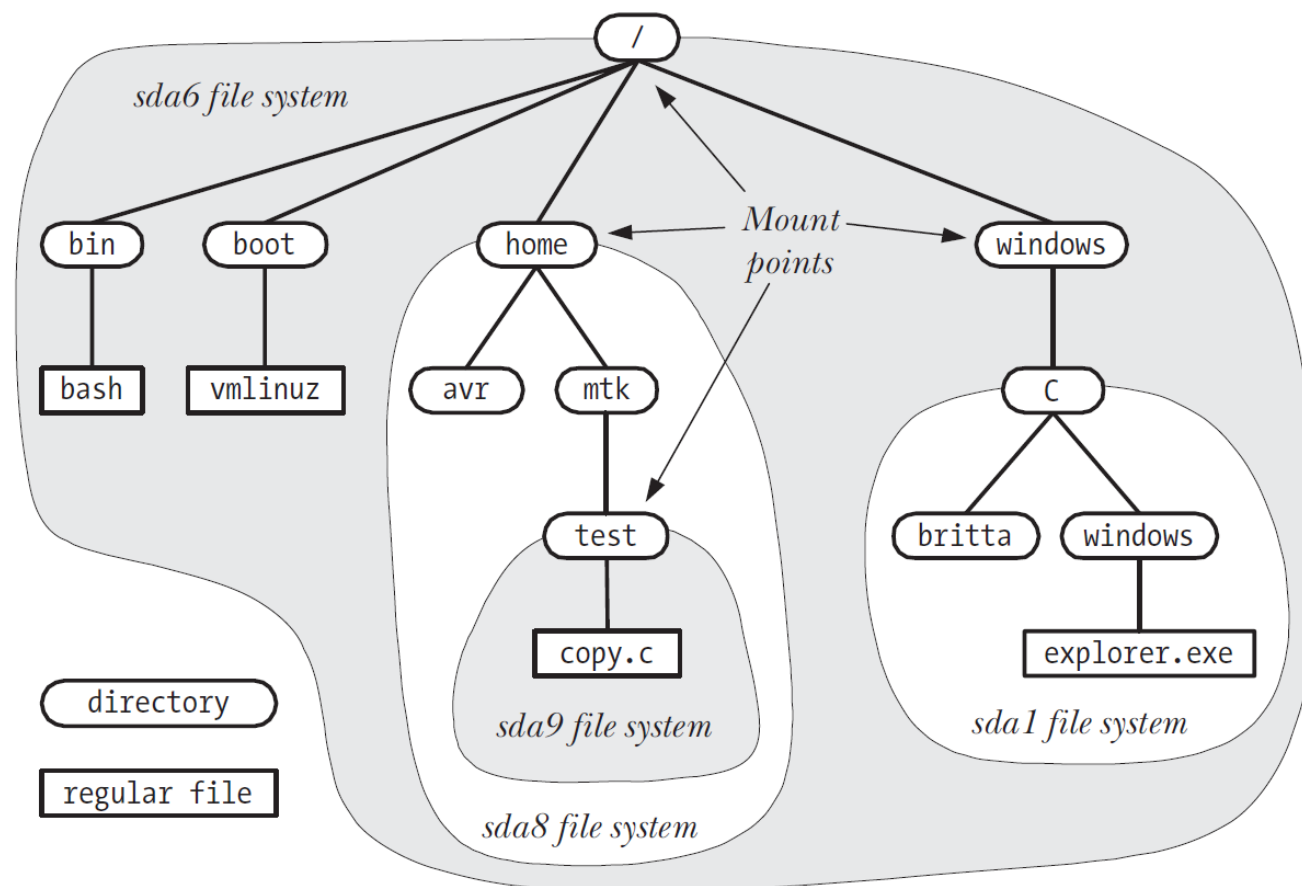 /
sda6 file system
bin
boot
home
Mount
points
windows
bash
vmlinuz
avr
mtk
C
test
britta
windows
copy.c
explorer.exe
directory
sda9 file system
sda1 file system
regular file
sda8 file system